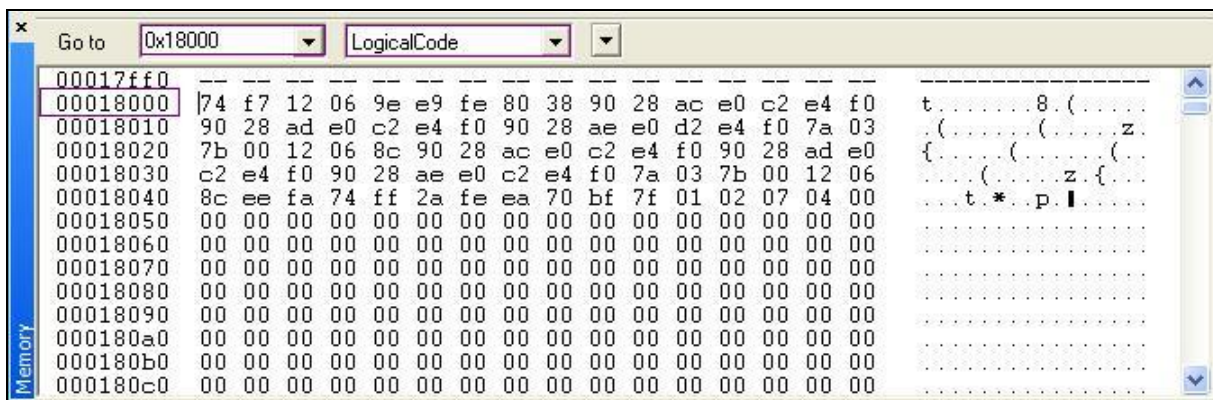 x
Go to 0x18000 LogicalCode
00017ff0 -- -- -- -- -- -- -- -- -- -- -- -- -- -- -- -- ----------------
00018000 74 f7 12 06 9e e9 fe 80 38 90 28 ac e0 c2 e4 f0 t.......8.(.....
00018010 90 28 ad e0 c2 e4 f0 90 28 ae e0 d2 e4 f0 7a 03 .(......(.....z.
00018020 7b 00 12 06 8c 90 28 ac e0 c2 e4 f0 90 28 ad e0 {.....(......(..
00018030 c2 e4 f0 90 28 ae e0 c2 e4 f0 7a 03 7b 00 12 06 ....(.....z.{...
00018040 8c ee fa 74 ff 2a fe ea 70 bf 7f 01 02 07 04 00 ...t.*..p.▌.....
00018050 00 00 00 00 00 00 00 00 00 00 00 00 00 00 00 00 ................
00018060 00 00 00 00 00 00 00 00 00 00 00 00 00 00 00 00 ................
00018070 00 00 00 00 00 00 00 00 00 00 00 00 00 00 00 00 ................
00018080 00 00 00 00 00 00 00 00 00 00 00 00 00 00 00 00 ................
00018090 00 00 00 00 00 00 00 00 00 00 00 00 00 00 00 00 ................
000180a0 00 00 00 00 00 00 00 00 00 00 00 00 00 00 00 00 ................
000180b0 00 00 00 00 00 00 00 00 00 00 00 00 00 00 00 00 ................
000180c0 00 00 00 00 00 00 00 00 00 00 00 00 00 00 00 00 ................
Memory